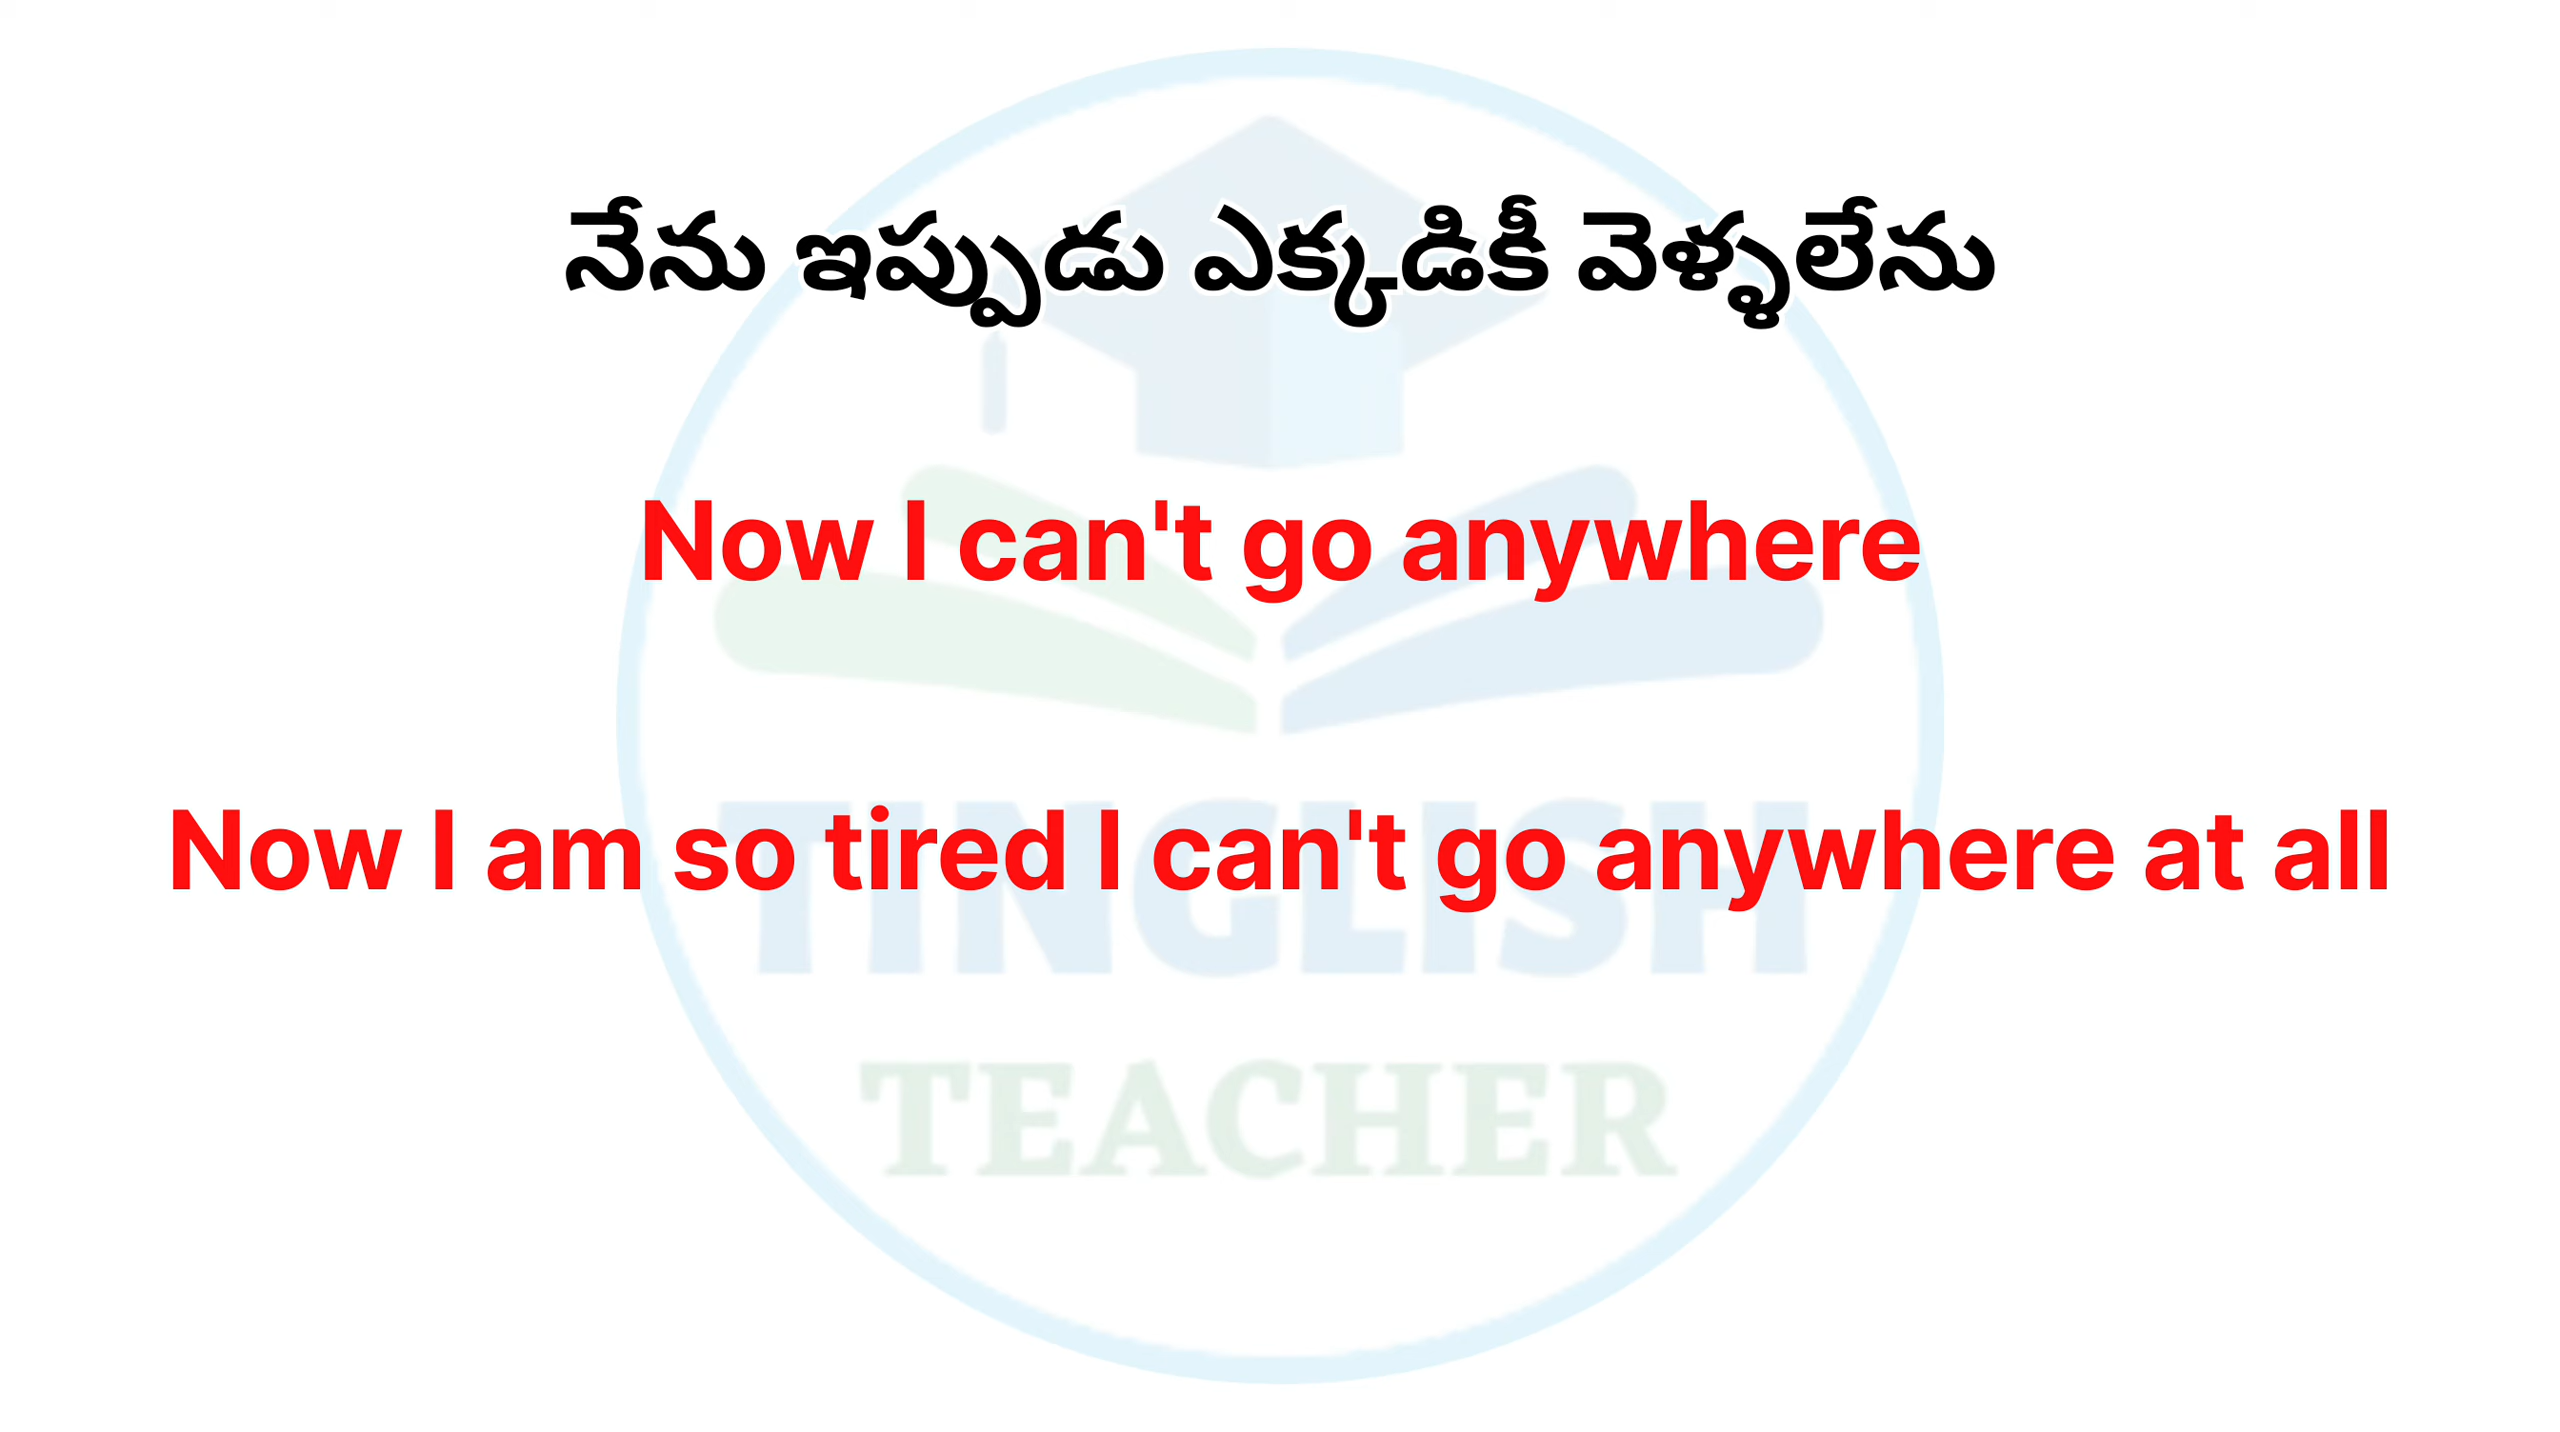 నేను ఇప్పుడు ఎక్కడికీ వెళ్ళలేను
Now I can't go anywhere
Now I am so tired I can't go anywhere at all
TINGLISH
TEACHER